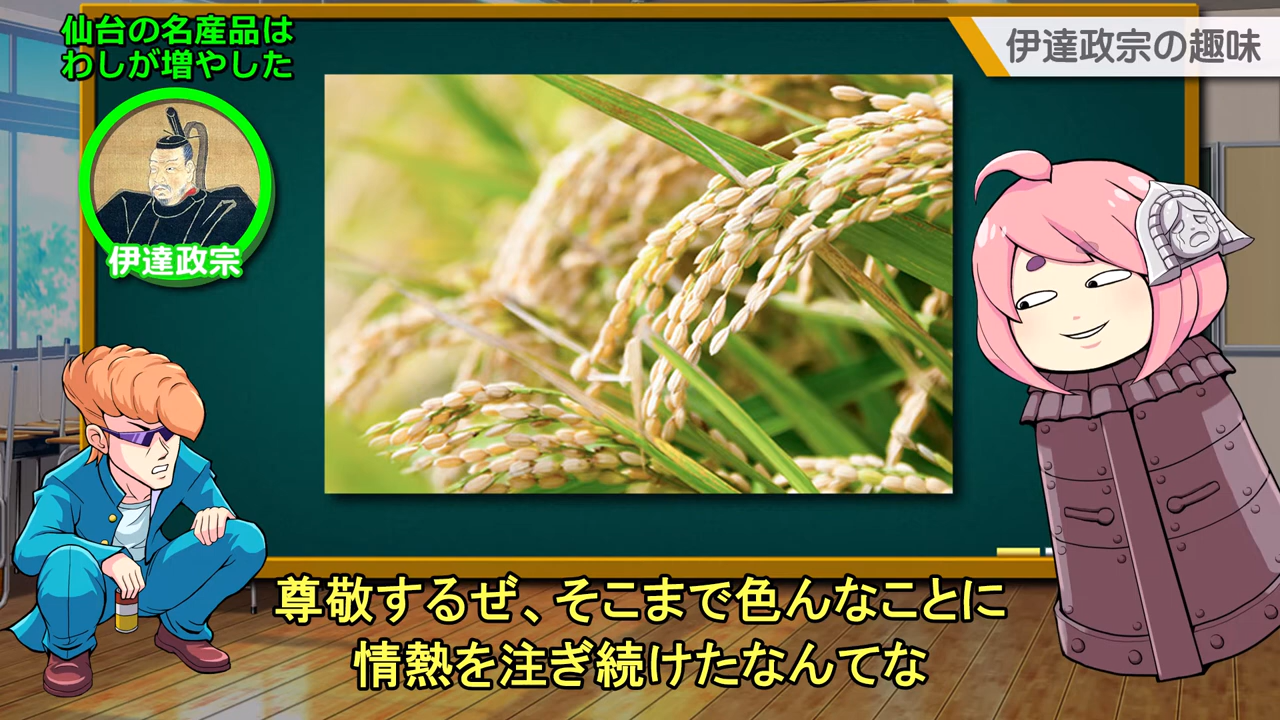 仙台の名産品は
わしが増やした
伊達政宗の趣味
伊達政宗
尊敬するぜ、そこまで色んなことに
情熱を注ぎ続けたなんてな